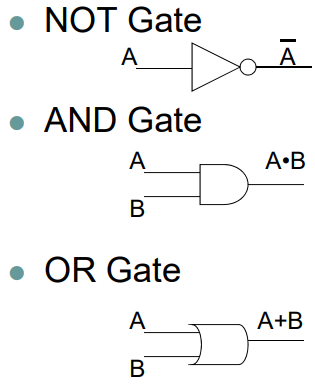 NOT Gate
A A̅
AND Gate
A A•B
B
OR Gate
A A+B
B